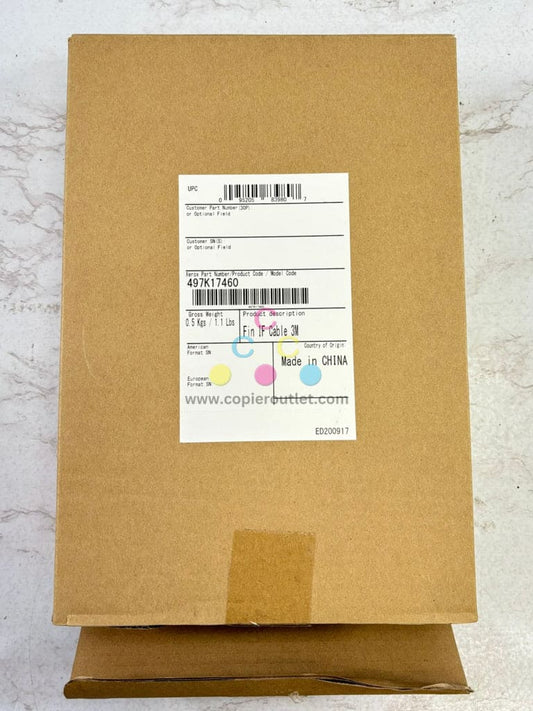 UPC
0 95205 83980 7
Customer Part Number(30P)
or Optional Field
Customer SN(S)
or Optional Field
Xerox Part Number/Product Code / Model Code
497K17460
Gross Weight
0.5 Kgs / 1.1 Lbs
Product description
Fin IF Cable 3M
American
Format SN
Country of Origin
Made in CHINA
European
Format SN
C
C C
www.copieroutlet.com
ED200917